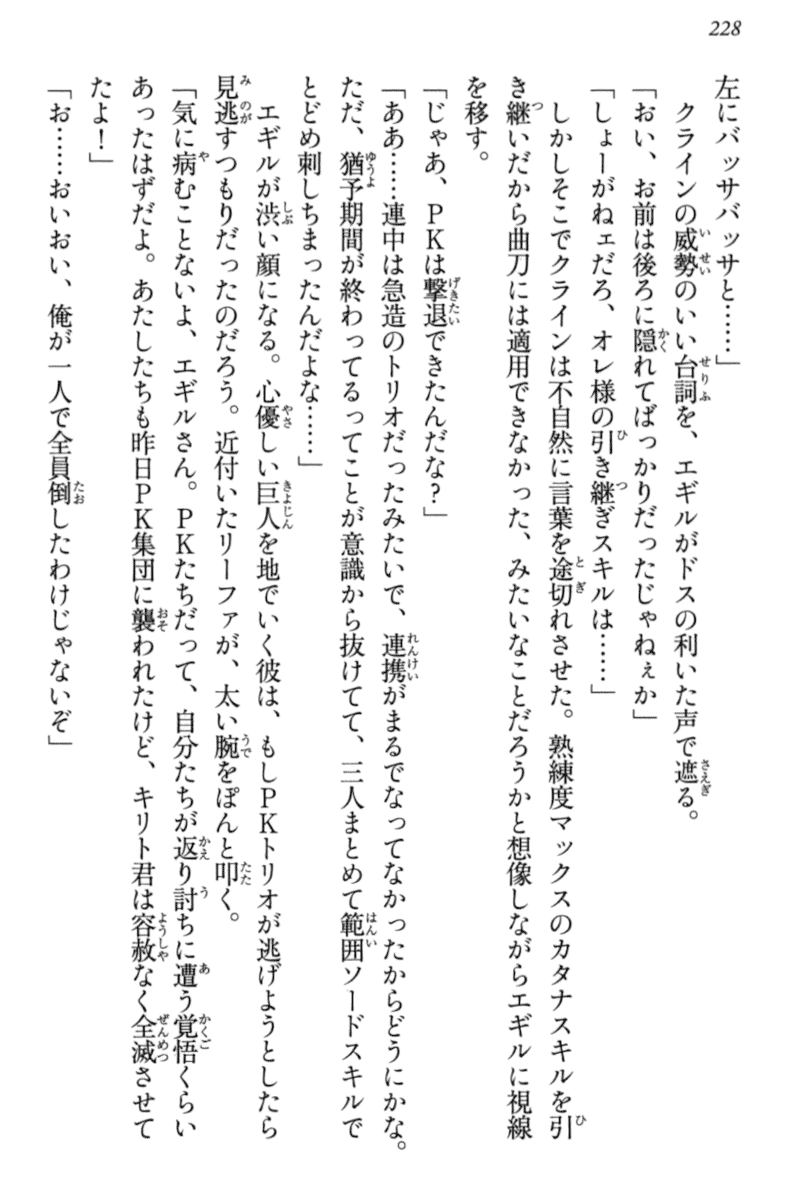 228
左にバッサバッサと……」
クラインの威勢のいい台詞を、エギルがドスの利いた声で遮る。
「おい、お前は後ろに隠れてばっかりだったじゃねぇか」
「しょーがねェだろ、オレ様の引き継ぎスキルは……」
しかしそこでクラインは不自然に言葉を途切れさせた。熟練度マックスのカタナスキルを引
き継いだから曲刀には適用できなかった、みたいなことだろうかと想像しながらエギルに視線
を移す。
「じゃあ、ＰＫは撃退できたんだな？」
「ああ……連中は急造のトリオだったみたいで、連携がまるでなってなかったからどうにかな。
ただ、猶予期間が終わってるってことが意識から抜けてて、三人まとめて範囲ソードスキルで
とどめ刺しちまったんだよな……」
エギルが渋い顔になる。心優しい巨人を地でいく彼は、もしＰＫトリオが逃げようとしたら
見逃すつもりだったのだろう。近付いたリーファが、太い腕をぽんと叩く。
「気に病むことないよ、エギルさん。ＰＫたちだって、自分たちが返り討ちに遭う覚悟くらい
あったはずだよ。あたしたちも昨日ＰＫ集団に襲われたけど、キリト君は容赦なく全滅させて
たよ！」
「お……おいおい、俺が一人で全員倒したわけじゃないぞ」